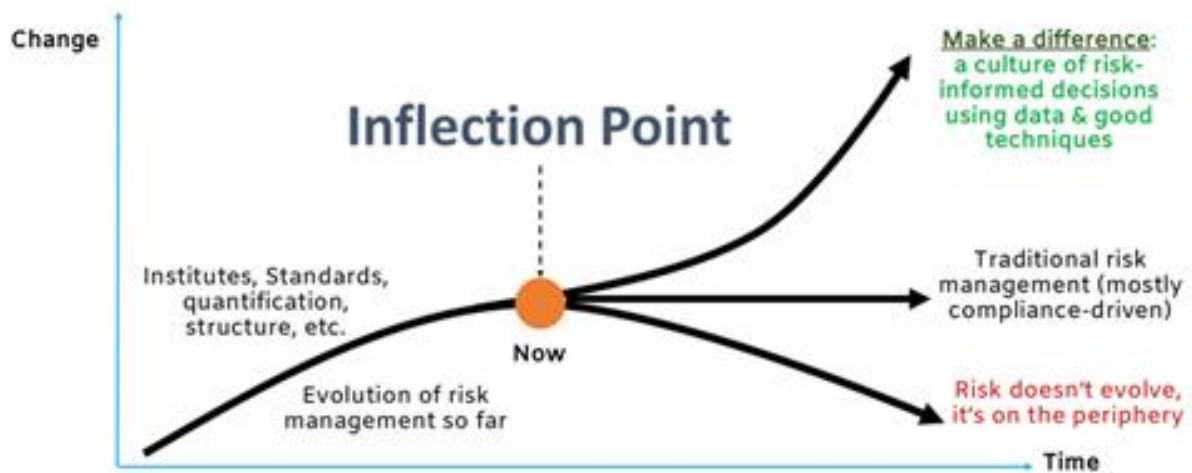 Change
Inflection Point
Make a difference:
a culture of risk-
informed decisions
using data & good
techniques
Institutes, Standards,
quantification,
structure, etc.
Traditional risk
management (mostly
compliance-driven)
Now
Evolution of risk
management so far
Risk doesn't evolve,
it's on the periphery
Time